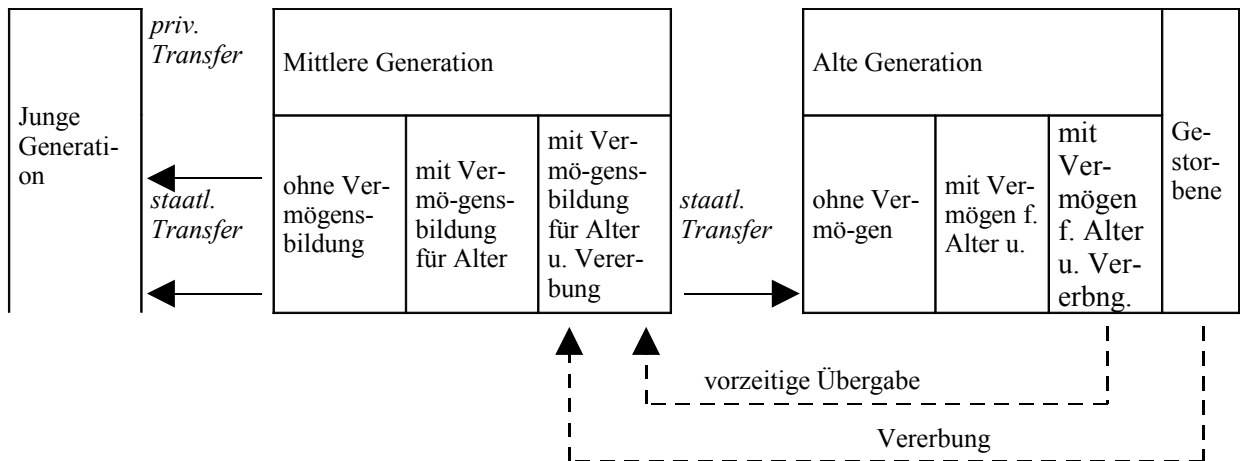 priv.
Transfer
Mittlere Generation
Alte Generation
Junge
Generati-
on
staatl.
Transfer
ohne Ver-
mögens-
bildung
mit Ver-
mö-gens-
bildung
für Alter
mit Ver-
mö-gens-
bildung
für Alter
u. Verer-
bung
staatl.
Transfer
ohne Ver-
mö-gen
mit Ver-
mögen f.
Alter u.
mit
Ver-
mögen
f. Alter
u. Ver-
erbng.
Ge-
storbene
vorzeitige Übergabe
Vererbung